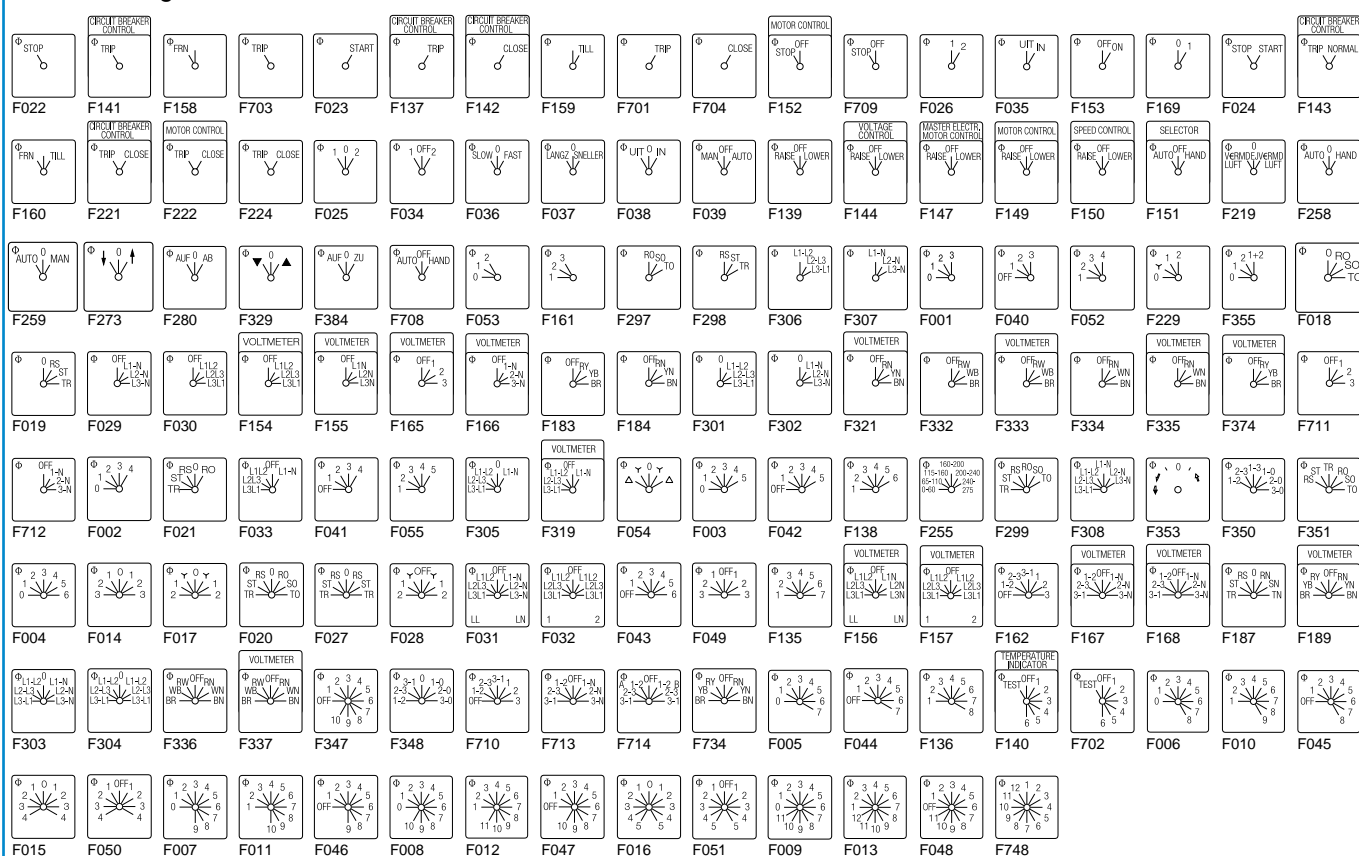 CIRCUIT BREAKER CONTROL CIRCUIT BREAKER CONTROL CIRCUIT BREAKER CONTROL MOTOR CONTROL CIRCUIT BREAKER CONTROL
STOP TRIP FRN TRIP START TRIP CLOSE TILL TRIP CLOSE STOP OFF STOP OFF 1 2 UIT IN OFF ON 0 1 STOP START TRIP NORMAL
F022 F141 F158 F703 F023 F137 F142 F159 F701 F704 F152 F709 F026 F035 F153 F169 F024 F143
CIRCUIT BREAKER CONTROL MOTOR CONTROL VOLTAGE CONTROL MASTER ELECTR. MOTOR CONTROL MOTOR CONTROL SPEED CONTROL SELECTOR
FRN TILL TRIP CLOSE TRIP CLOSE TRIP CLOSE 1 0 2 1 OFF 2 SLOW 0 FAST LANGZ 0 SNELLER UIT 0 IN MAN OFF AUTO RAISE OFF LOWER RAISE OFF LOWER RAISE OFF LOWER RAISE OFF LOWER RAISE OFF LOWER AUTO OFF HAND 0 LUFT LUFT AUTO 0 HAND
F160 F221 F222 F224 F025 F034 F036 F037 F038 F039 F139 F144 F147 F149 F150 F151 F219 F258
AUTO 0 MAN 0 AUF 0 AB 0 AUF 0 ZU AUTO OFF HAND 0 1 2 1 2 3 RO SO TO RS ST TR L1-L2 L2-L3 L3-L1 L1-N L2-N L3-N 0 1 2 3 OFF 1 2 3 1 2 3 4 0 1 2 0 1 2 1+2 0 RO SO TO
F259 F273 F280 F329 F384 F708 F053 F161 F297 F298 F306 F307 F001 F040 F052 F229 F355 F018
VOLTMETER VOLTMETER VOLTMETER VOLTMETER VOLTMETER VOLTMETER VOLTMETER VOLTMETER
0 RS ST TR OFF L1-N L2-N L3-N OFF L1L2 L2L3 L3L1 OFF L1L2 L2L3 L3L1 OFF L1N L2N L3N OFF 1 2 3 OFF 1-N 2-N 3-N OFF RY YB BR OFF RN YN BN 0 L1-L2 L2-L3 L3-L1 0 L1-N L2-N L3-N OFF RN YN BN OFF RW WB BR OFF RW WB BR OFF RN WN BN OFF RN WN BN OFF RY YB BR OFF 1 2 3
F019 F029 F030 F154 F155 F165 F166 F183 F184 F301 F302 F321 F332 F333 F334 F335 F374 F711
VOLTMETER
OFF 1-N 2-N 3-N 0 1 2 3 4 TR ST RS 0 RO L3L1 L2L3 L1L2 OFF L1-N OFF 1 2 3 4 1 2 3 4 5 L3-L1 L2-L3 L1-L2 0 L1-N L3-L1 L2-L3 L1-L2 OFF L1-N 0 0 1 2 3 4 5 OFF 1 2 3 4 5 1 2 3 4 5 6 0-60 65-110 115-160 160-200 200-240 240-275 TR ST RS RO SO TO L3-L1 L2-L3 L1-L2 L1-N L2-N L3-N 0 1-2 2-3 1-3 1-0 2-0 3-0 RS ST TR RO SO TO
F712 F002 F021 F033 F041 F055 F305 F319 F054 F003 F042 F138 F255 F299 F308 F353 F350 F351
VOLTMETER VOLTMETER VOLTMETER VOLTMETER VOLTMETER
0 1 2 3 4 5 6 3 2 1 0 1 2 3 2 1 0 1 2 TR ST RS 0 RO SO TO TR ST RS 0 RS ST TR 2 1 OFF 1 2 L3L1 L2L3 L1L2 OFF L1-N L2-N L3-N LL LN L3L1 L2L3 L1L2 OFF L1L2 L2L3 L3L1 1 2 OFF 1 2 3 4 5 6 3 2 1 OFF 1 2 3 1 2 3 4 5 6 7 L3L1 L2L3 L1L2 OFF L1N L2N L3N LL LN L3L1 L2L3 L1L2 OFF L1L2 L2L3 L3L1 1 2 OFF 1-2 2-3 3-1 1 2 3 3-1 2-3 1-2 OFF 1-N 2-N 3-N 3-1 2-3 1-2 OFF 1-N 2-N 3-N TR ST RS 0 RN SN TN BR YB RY OFF RN YN BN
F004 F014 F017 F020 F027 F028 F031 F032 F043 F049 F135 F156 F157 F162 F167 F168 F187 F189
VOLTMETER TEMPERATURE INDICATOR
L3-L1 L2-L3 L1-L2 0 L1-N L2-N L3-N L3-L1 L2-L3 L1-L2 0 L1-L2 L2-L3 L3-L1 BR WB RW OFF RN WN BN BR WB RW OFF RN WN BN OFF 1 2 3 4 5 6 7 8 9 10 1-2 2-3 3-1 0 1-0 2-0 3-0 OFF 1-2 2-3 3-1 1 2 3 3-1 2-3 1-2 OFF 1-N 2-N 3-N A 3-1 2-3 1-2 OFF 1-2 2-3 3-1 B BR YB RY OFF RN YN BN 0 1 2 3 4 5 6 7 OFF 1 2 3 4 5 6 7 1 2 3 4 5 6 7 8 TEST OFF 1 2 3 4 5 6 TEST OFF 1 2 3 4 5 6 0 1 2 3 4 5 6 7 8 1 2 3 4 5 6 7 8 9 OFF 1 2 3 4 5 6 7 8
F303 F304 F336 F337 F347 F348 F710 F713 F714 F734 F005 F044 F136 F140 F702 F006 F010 F045
4 3 2 1 0 1 2 3 4 4 3 2 1 OFF 1 2 3 4 0 1 2 3 4 5 6 7 8 9 1 2 3 4 5 6 7 8 9 10 OFF 1 2 3 4 5 6 7 8 9 0 1 2 3 4 5 6 7 8 9 10 1 2 3 4 5 6 7 8 9 10 11 OFF 1 2 3 4 5 6 7 8 9 10 5 4 3 2 1 0 1 2 3 4 5 5 4 3 2 1 OFF 1 2 3 4 5 0 1 2 3 4 5 6 7 8 9 10 11 1 2 3 4 5 6 7 8 9 10 11 12 OFF 1 2 3 4 5 6 7 8 9 10 11 12 1 2 3 4 5 6 7 8 9 10 11
F015 F050 F007 F011 F046 F008 F012 F047 F016 F051 F009 F013 F048 F748